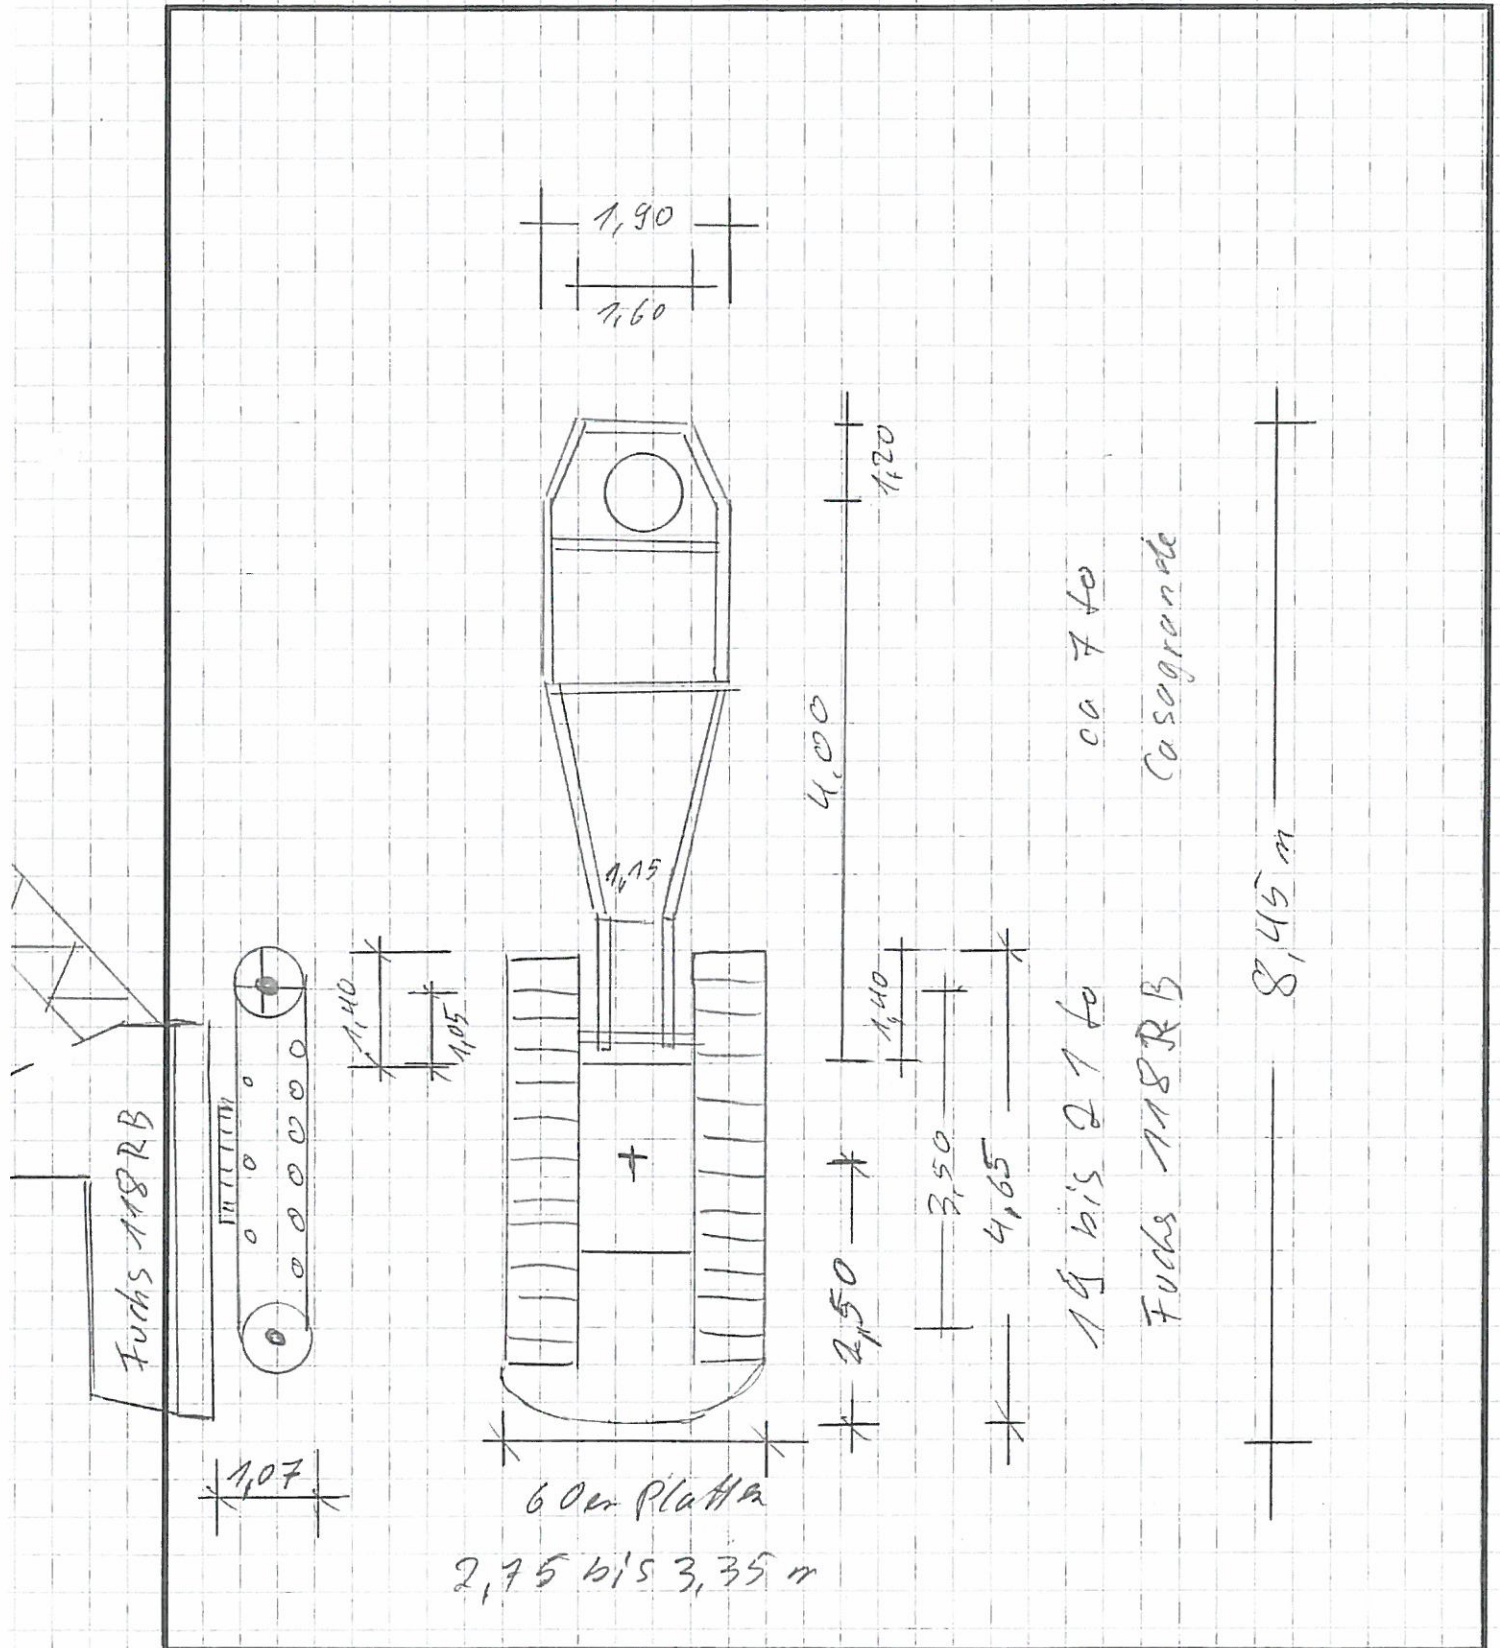 1,90
1,60
1,20
4.00
ca 7 to
Casagrande
1,15
8,45 m
1,40
1,05
1,40
3,50
4,65
2,50
19 bis 21 to
Fuchs 118 RB
Fuchs 118 RB
1,07
60er Platten
2,75 bis 3,35 m